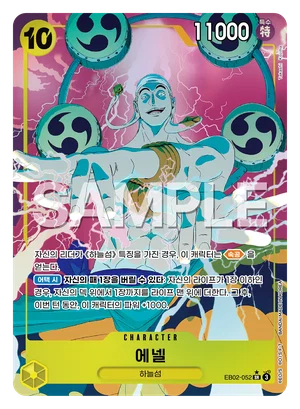 10
11000
특수
特
SAMPLE
자신의 리더가 《하늘섬》 특징을 가진 경우, 이 캐릭터는 속공 을
얻는다.
어택 시 자신의 패 1장을 버릴 수 있다: 자신의 라이프가 1장 이하인
경우, 자신의 덱 위에서 1장까지를 라이프 맨 위에 더한다. 그 후,
이번 턴 동안, 이 캐릭터의 파워 +1000.
CHARACTER
에넬
하늘섬
EB02-052